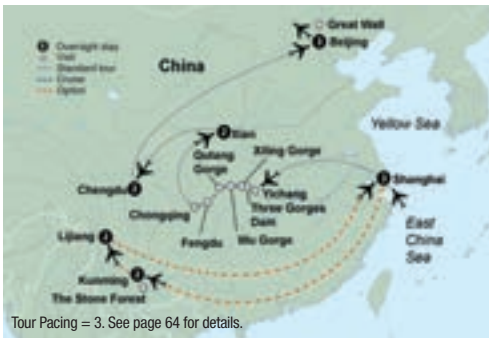 Great Wall
Beijing
Overnight stay
Visit
Standard tour
Cruise
Option
China
Xian
Yellow Sea
Qutang
Gorge
Xiling Gorge
Chengdu
Yichang
Three Gorges
Dam
Shanghai
Chongqing
Fengdu
Wu Gorge
East
China
Sea
Lijiang
Kunming
The Stone Forest
Tour Pacing = 3. See page 64 for details.